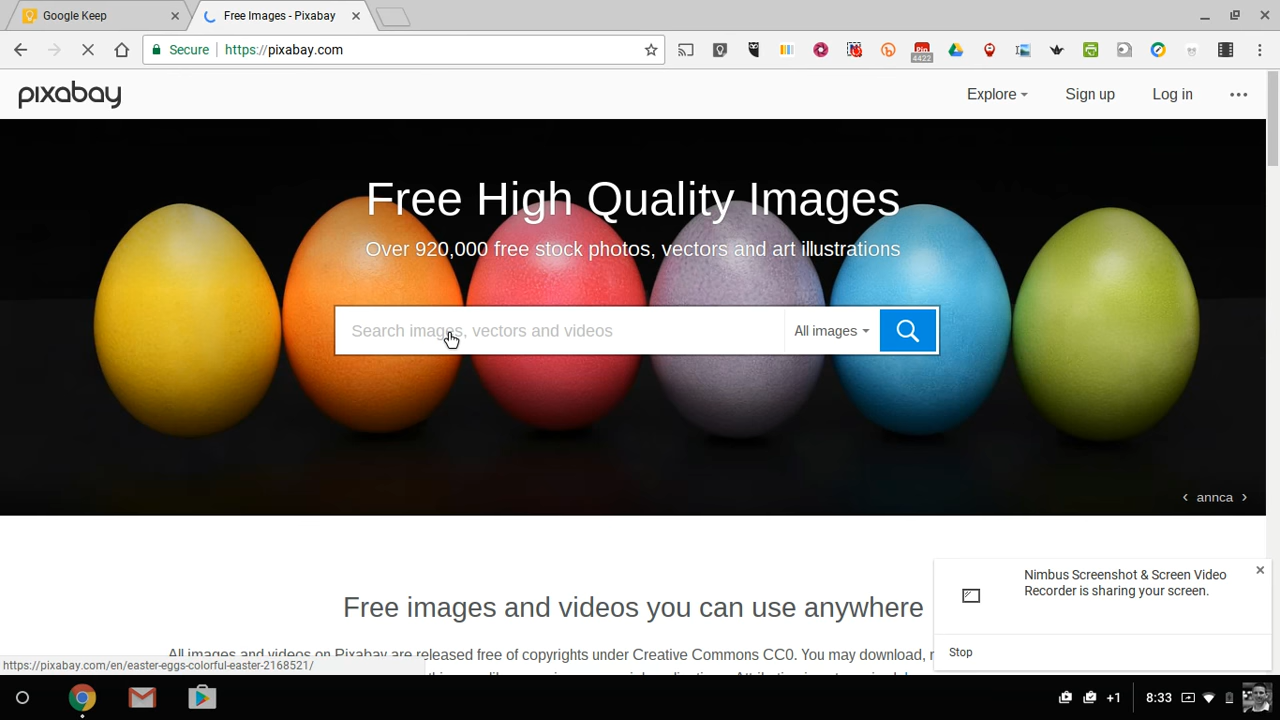 Google Keep
Free Images - Pixabay
Secure
https://pixabay.com
4422
pixabay
Explore
Sign up
Log in
Free High Quality Images
Over 920,000 free stock photos, vectors and art illustrations
Search images, vectors and videos
All images
annca
Free images and videos you can use anywhere
Nimbus Screenshot & Screen Video
Recorder is sharing your screen.
All images and videos on Pixabay are released free of copyrights under Creative Commons CC0. You may download,
Stop
https://pixabay.com/en/easter-eggs-colorful-easter-2168521/
+1
8:33